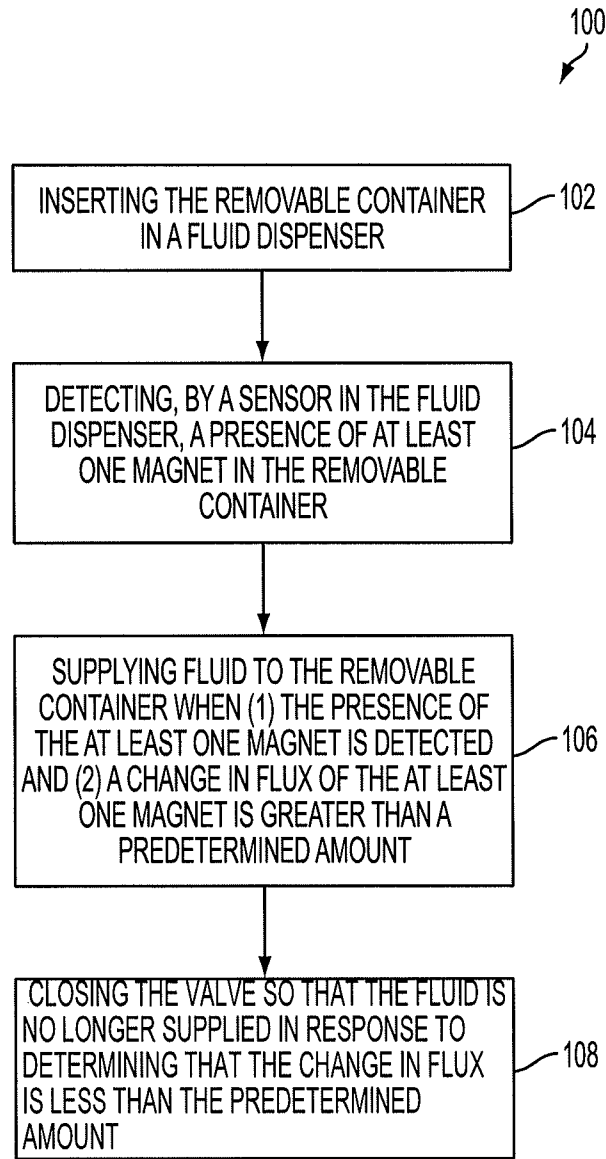 100
INSERTING THE REMOVABLE CONTAINER
IN A FLUID DISPENSER
102
DETECTING, BY A SENSOR IN THE FLUID
DISPENSER, A PRESENCE OF AT LEAST
ONE MAGNET IN THE REMOVABLE
CONTAINER
104
SUPPLYING FLUID TO THE REMOVABLE
CONTAINER WHEN (1) THE PRESENCE OF
THE AT LEAST ONE MAGNET IS DETECTED
AND (2) A CHANGE IN FLUX OF THE AT LEAST
ONE MAGNET IS GREATER THAN A
PREDETERMINED AMOUNT
106
CLOSING THE VALVE SO THAT THE FLUID IS
NO LONGER SUPPLIED IN RESPONSE TO
DETERMINING THAT THE CHANGE IN FLUX
IS LESS THAN THE PREDETERMINED
AMOUNT
108